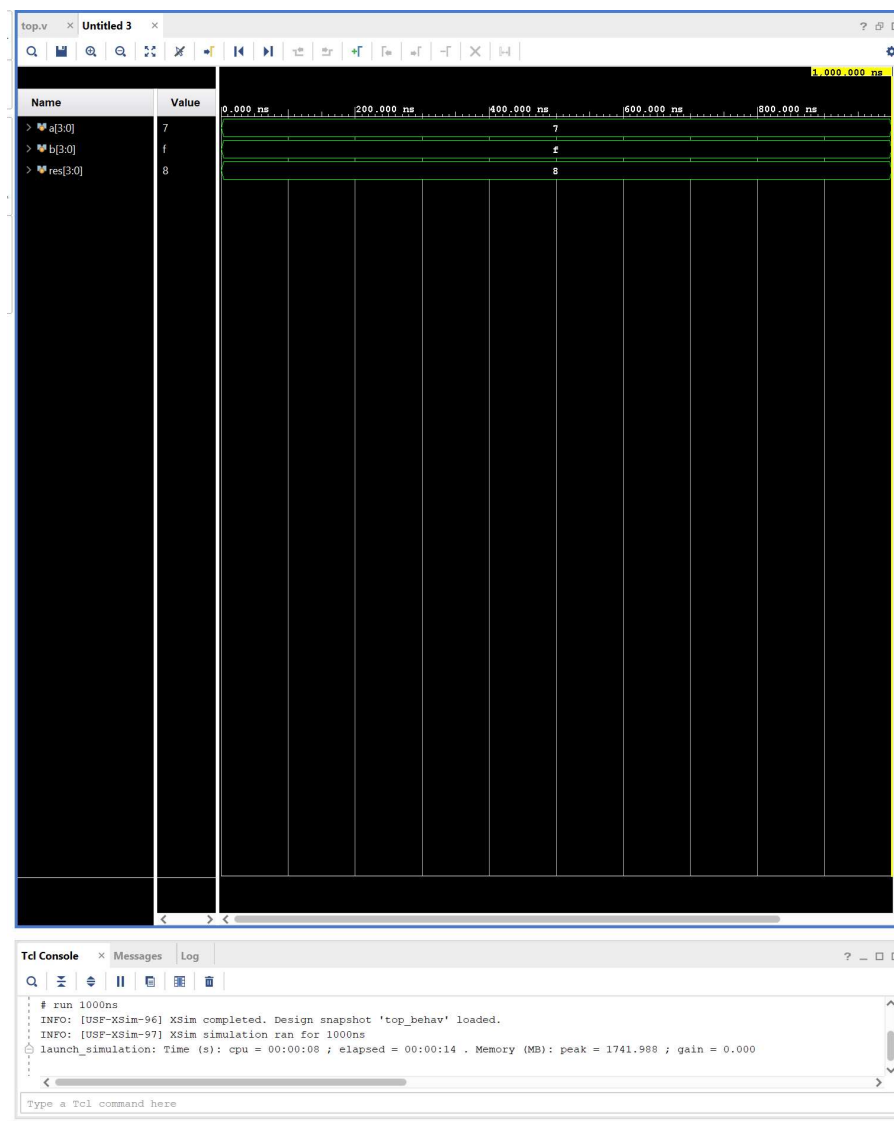 top.v × Untitled 3 ×
1,000.000 ns
Name Value
0.000 ns 200.000 ns 400.000 ns 600.000 ns 800.000 ns
a[3:0] 7 7
b[3:0] f f
res[3:0] 8 8
Tcl Console × Messages Log
# run 1000ns
INFO: [USF-XSim-96] XSim completed. Design snapshot 'top_behav' loaded.
INFO: [USF-XSim-97] XSim simulation ran for 1000ns
launch_simulation: Time (s): cpu = 00:00:08 ; elapsed = 00:00:14 . Memory (MB): peak = 1741.988 ; gain = 0.000
Type a Tcl command here